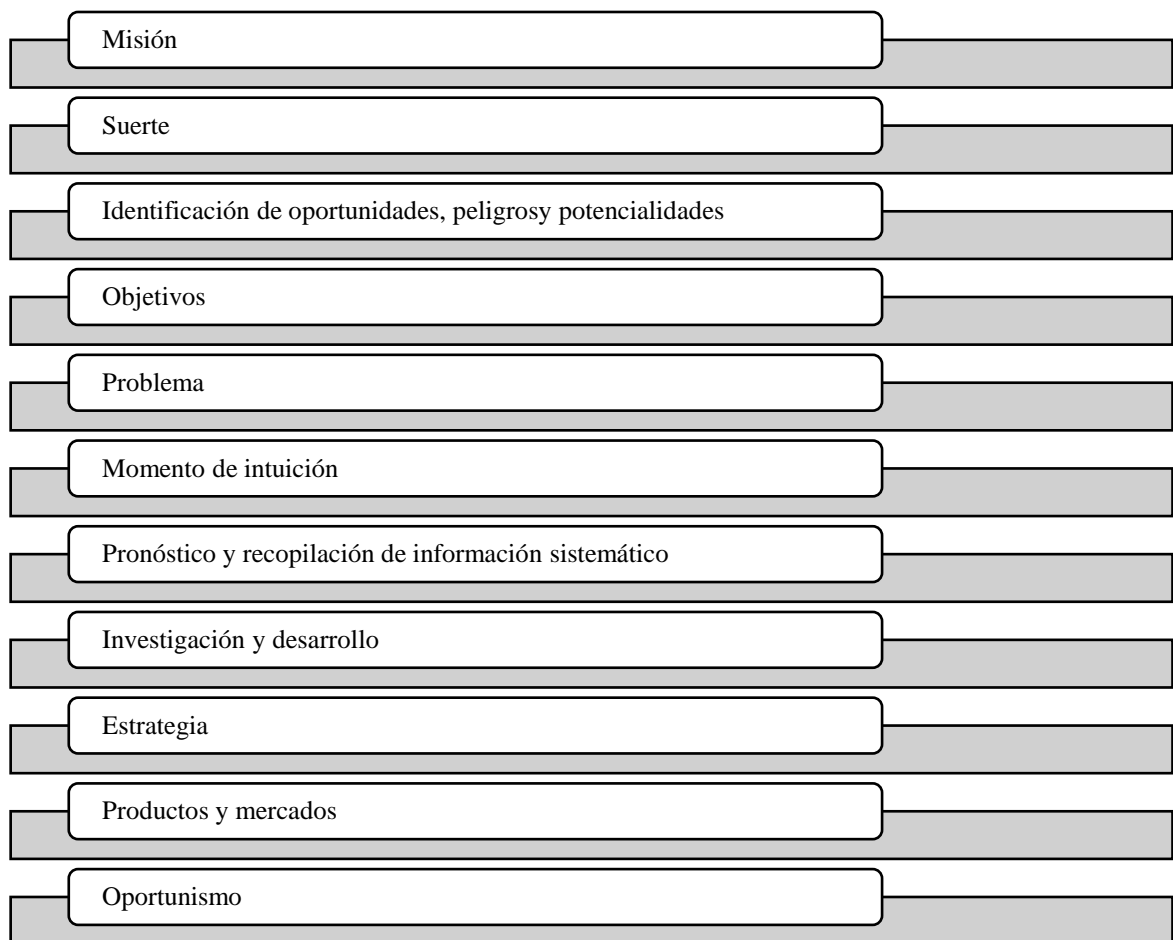 Misión
Suerte
Identificación de oportunidades, peligrosy potencialidades
Objetivos
Problema
Momento de intuición
Pronóstico y recopilación de información sistemático
Investigación y desarrollo
Estrategia
Productos y mercados
Oportunismo